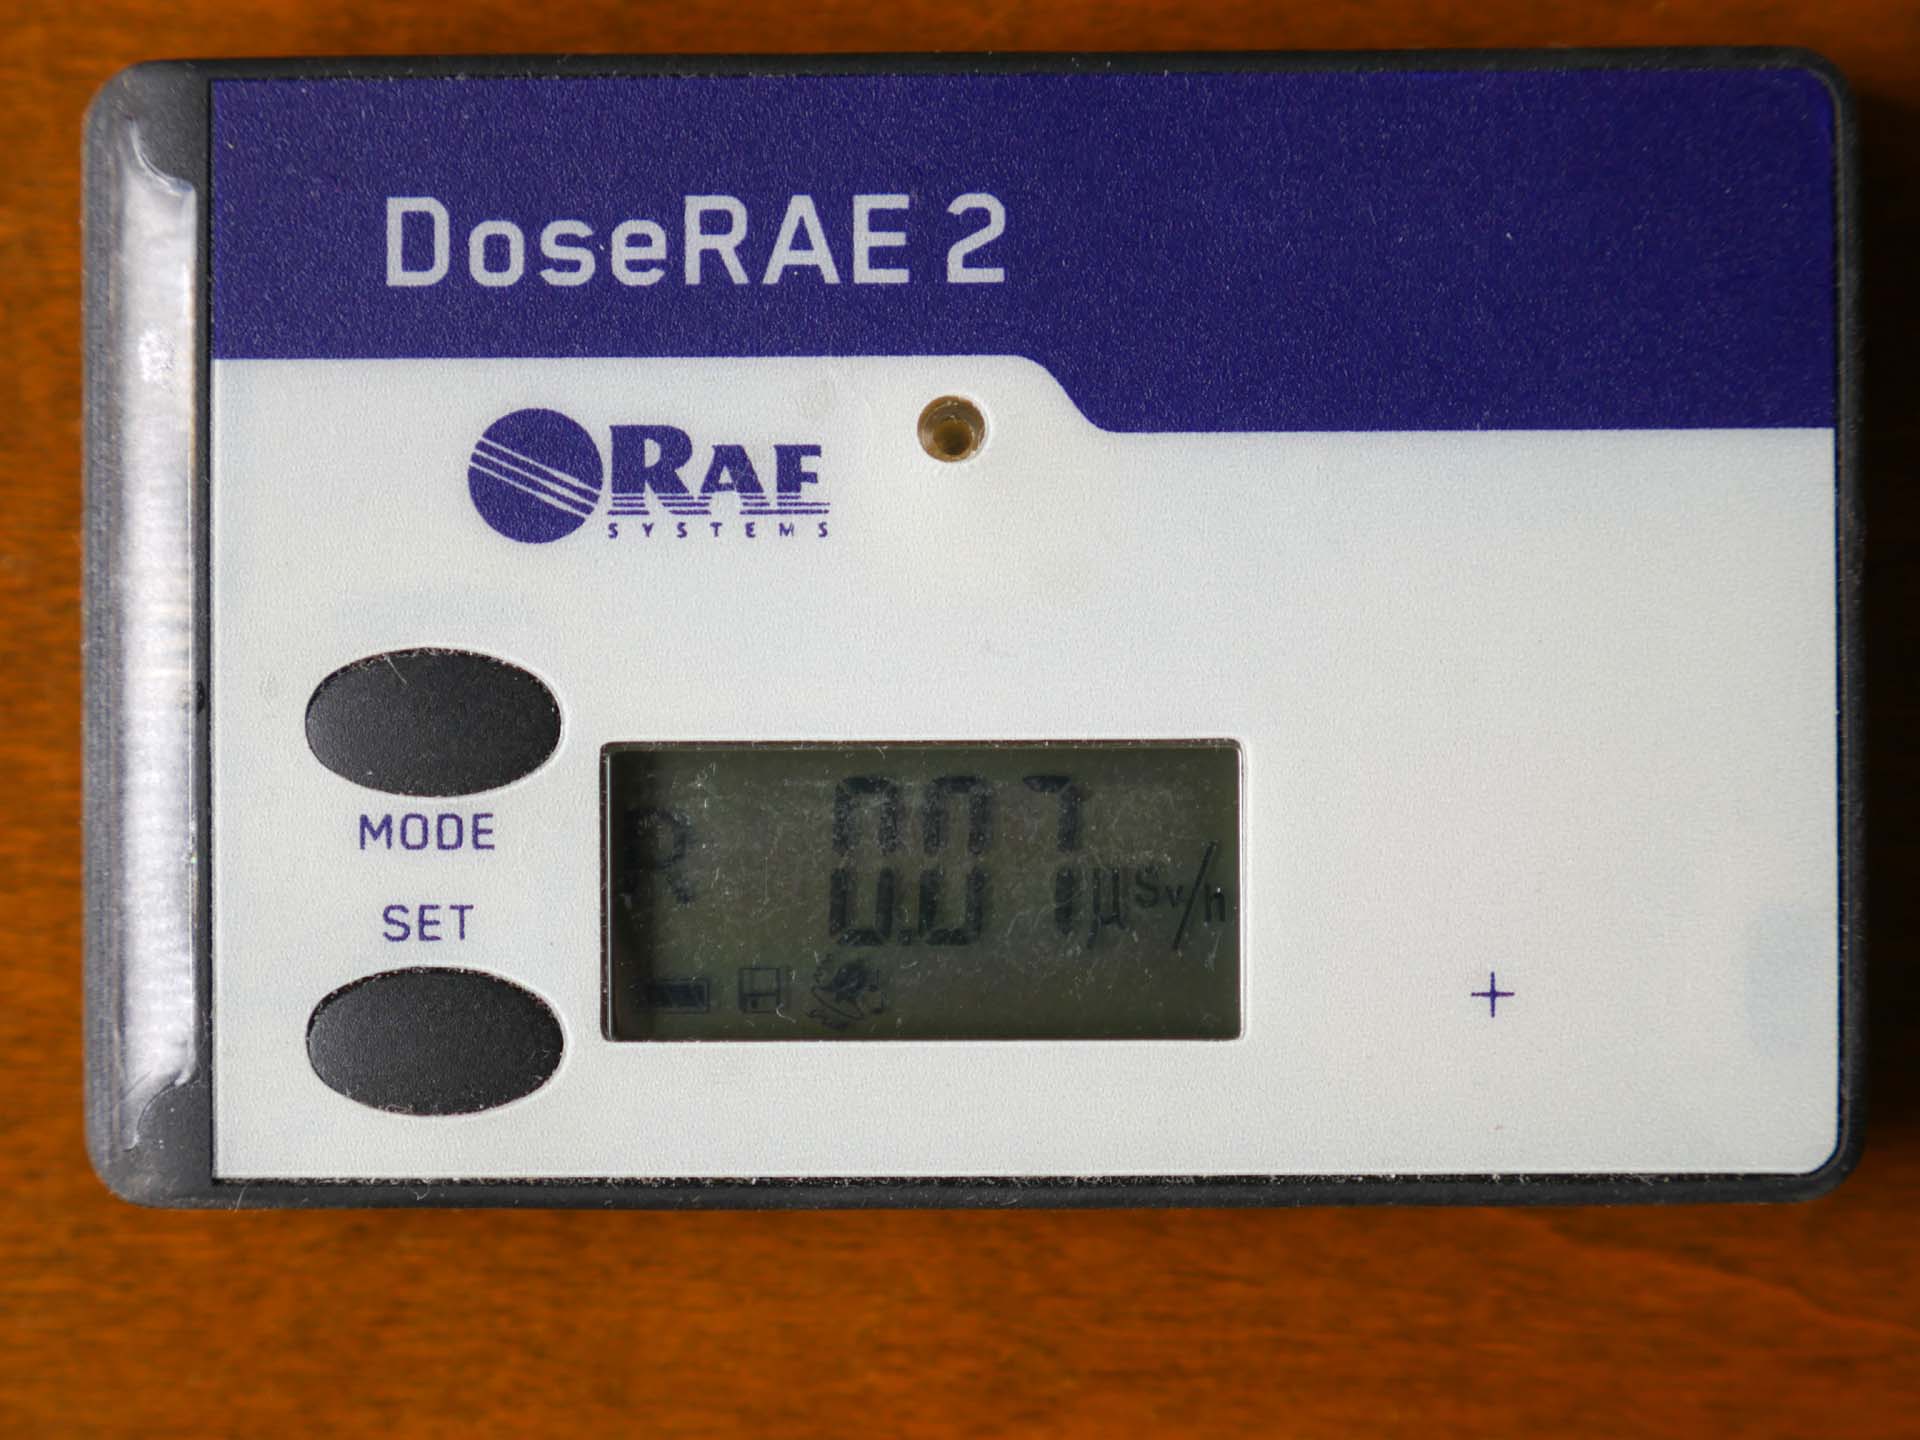 DoseRAE 2
RAE
SYSTEMS
MODE
SET
R 0.07 µSv/h
+